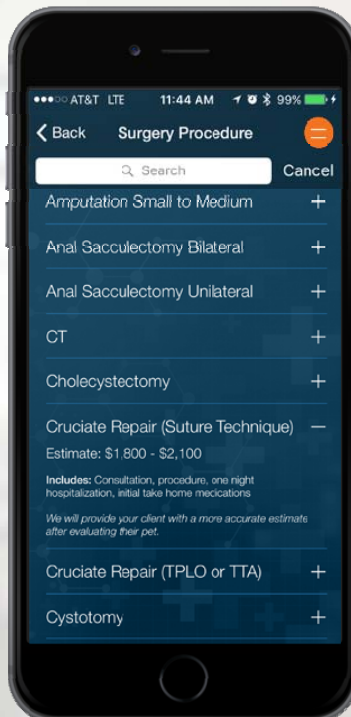 AT&T LTE 11:44 AM 99%
Back Surgery Procedure
Search Cancel
Amputation Small to Medium +
Anal Sacculectomy Bilateral +
Anal Sacculectomy Unilateral +
CT +
Cholecystectomy +
Cruciate Repair (Suture Technique) —
Estimate: $1,800 - $2,100
Includes: Consultation, procedure, one night
hospitalization, initial take home medications
We will provide your client with a more accurate estimate
after evaluating their pet.
Cruciate Repair (TPLO or TTA) +
Cystotomy +